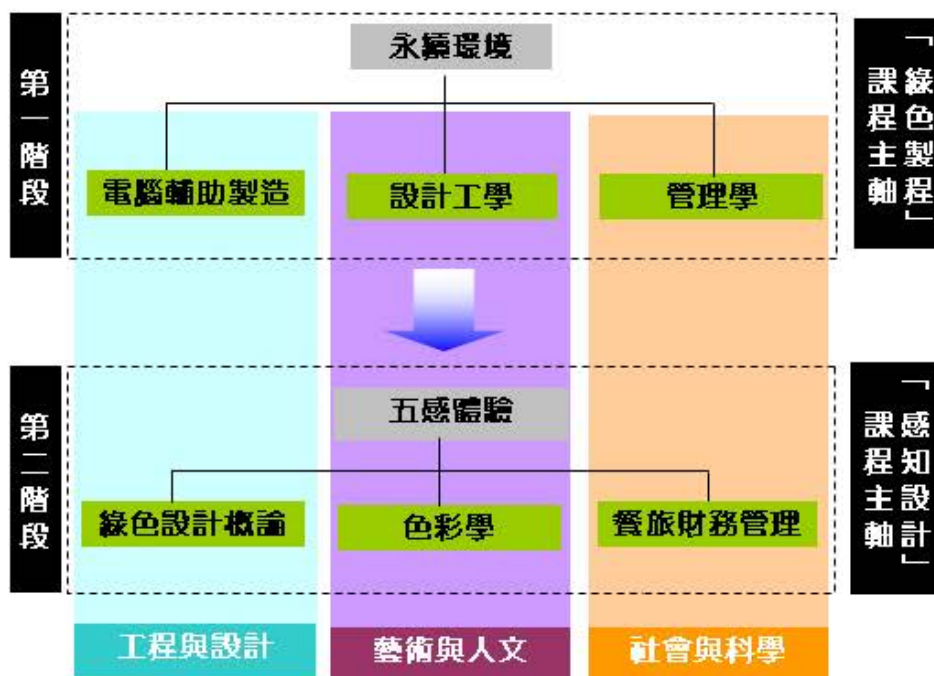 永續環境
第一階段
「綠色製程」
課程主軸
電腦輔助製造
設計工學
管理學
五感體驗
第二階段
「感知設計」
課程主軸
綠色設計概論
色彩學
餐旅財務管理
工程與設計
藝術與人文
社會與科學